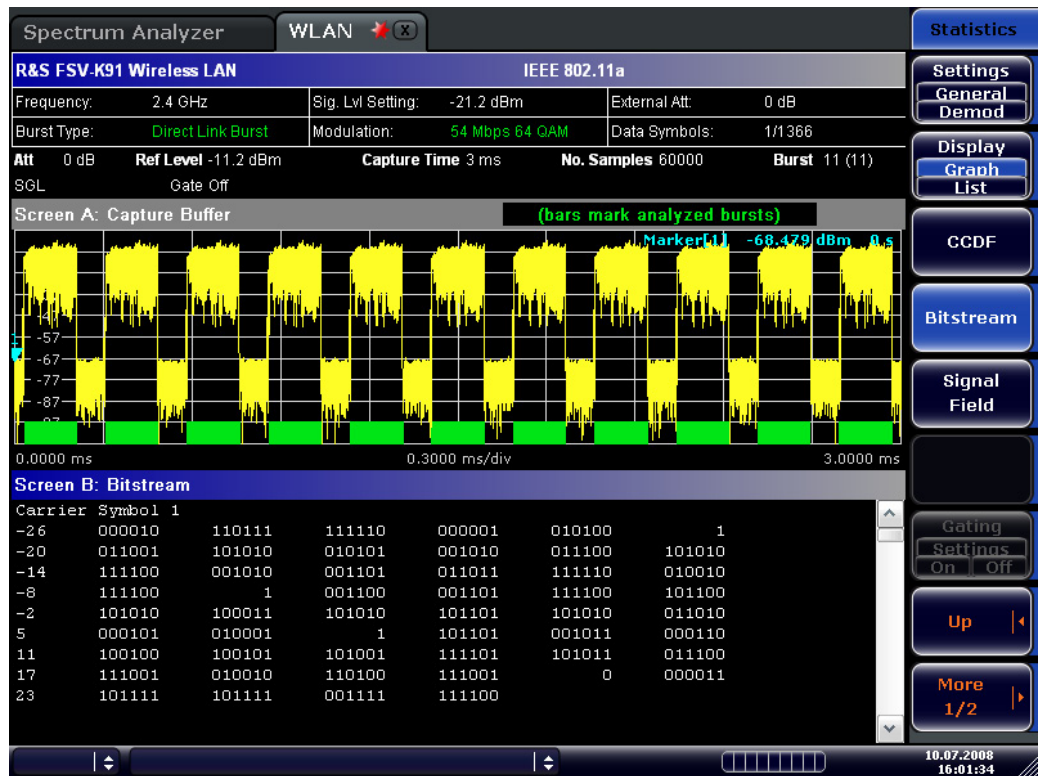 Spectrum Analyzer WLAN x Statistics
R&S FSV-K91 Wireless LAN IEEE 802.11a
Frequency: 2.4 GHz Sig. Lvl Setting: -21.2 dBm External Att: 0 dB
Burst Type: Direct Link Burst Modulation: 54 Mbps 64 QAM Data Symbols: 1/1366
Att 0 dB Ref Level -11.2 dBm Capture Time 3 ms No. Samples 60000 Burst 11 (11)
SGL Gate Off
Screen A: Capture Buffer (bars mark analyzed bursts)
Marker[1] -68.479 dBm 0 s
-47
-57
-67
-77
-87
0.0000 ms 0.3000 ms/div 3.0000 ms
Screen B: Bitstream
Carrier Symbol 1
-26 000010 110111 111110 000001 010100 1
-20 011001 101010 010101 001010 011100 101010
-14 111100 001010 001101 011011 111110 010010
-8 111100 1 001100 001101 111100 101100
-2 101010 100011 101010 101101 101010 011010
5 000101 010001 1 101101 001011 000110
11 100100 100101 101001 111101 101011 011100
17 111001 010010 110100 111001 0 000011
23 101111 101111 001111 111100
Settings
General
Demod
Display
Graph
List
CCDF
Bitstream
Signal
Field
Gating
Settings
On Off
Up
More
1/2
10.07.2008
16:01:34